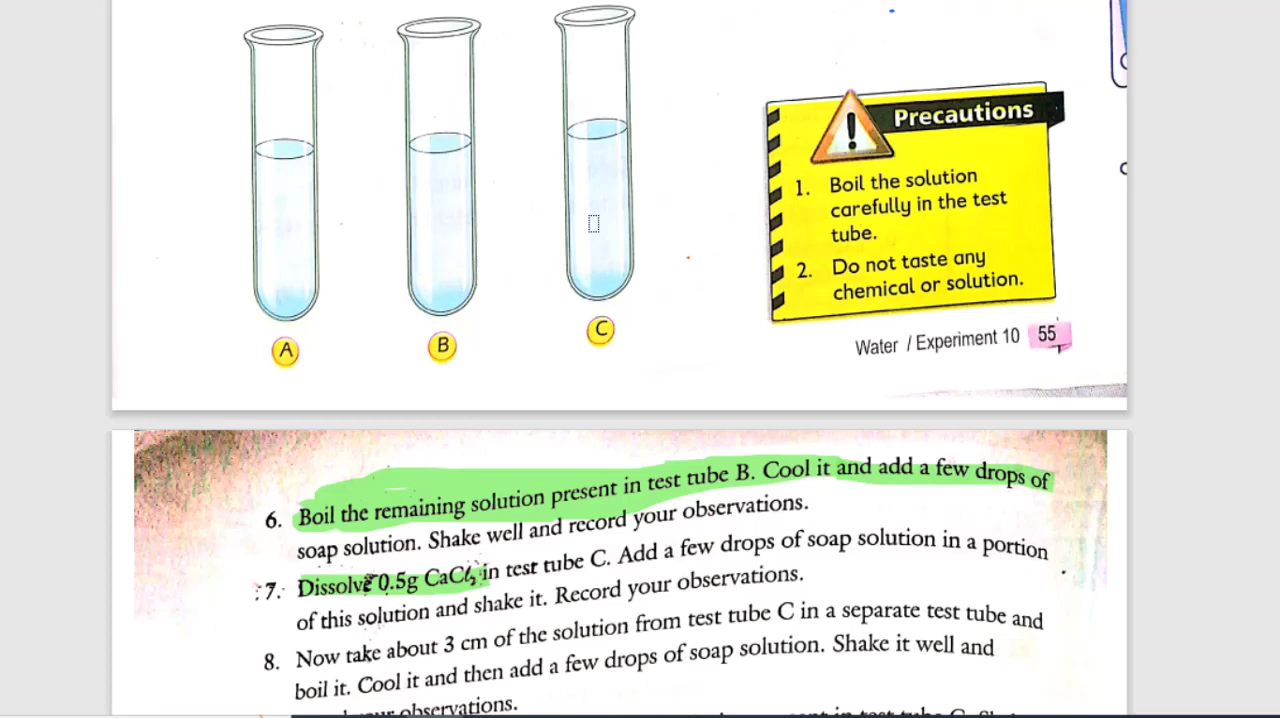 A
B
C
Precautions
1. Boil the solution
carefully in the test
tube.
2. Do not taste any
chemical or solution.
Water / Experiment 10 55
6. Boil the remaining solution present in test tube B. Cool it and add a few drops of
soap solution. Shake well and record your observations.
7. Dissolve 0.5g CaCl₂ in test tube C. Add a few drops of soap solution in a portion
of this solution and shake it. Record your observations.
8. Now take about 3 cm of the solution from test tube C in a separate test tube and
boil it. Cool it and then add a few drops of soap solution. Shake it well and
observations.